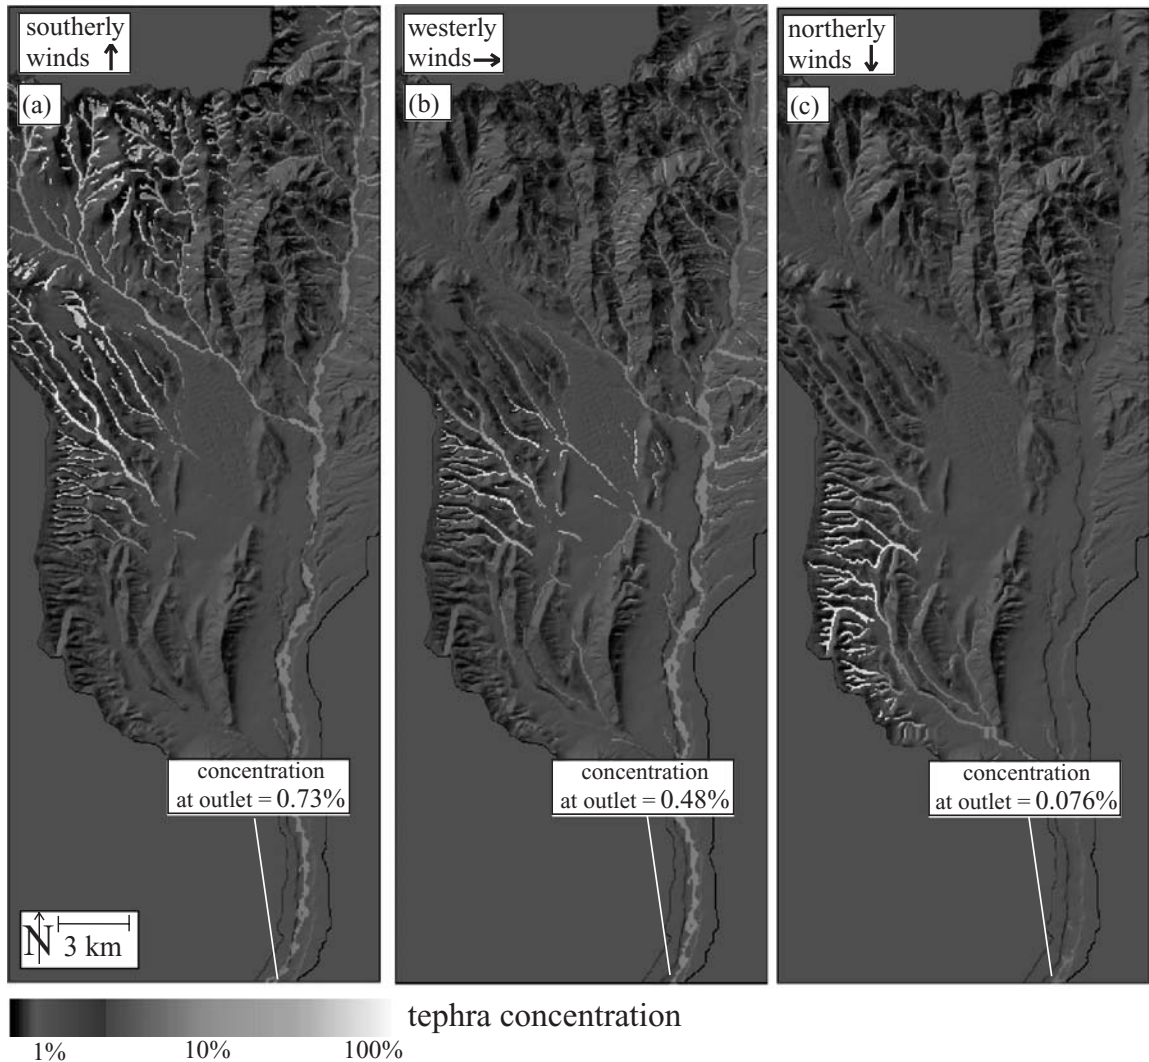 southerly
winds
(a)
westerly
winds
(b)
northerly
winds
(c)
concentration
at outlet = 0.73%
concentration
at outlet = 0.48%
concentration
at outlet = 0.076%
N
3 km
1%
10%
100%
tephra concentration